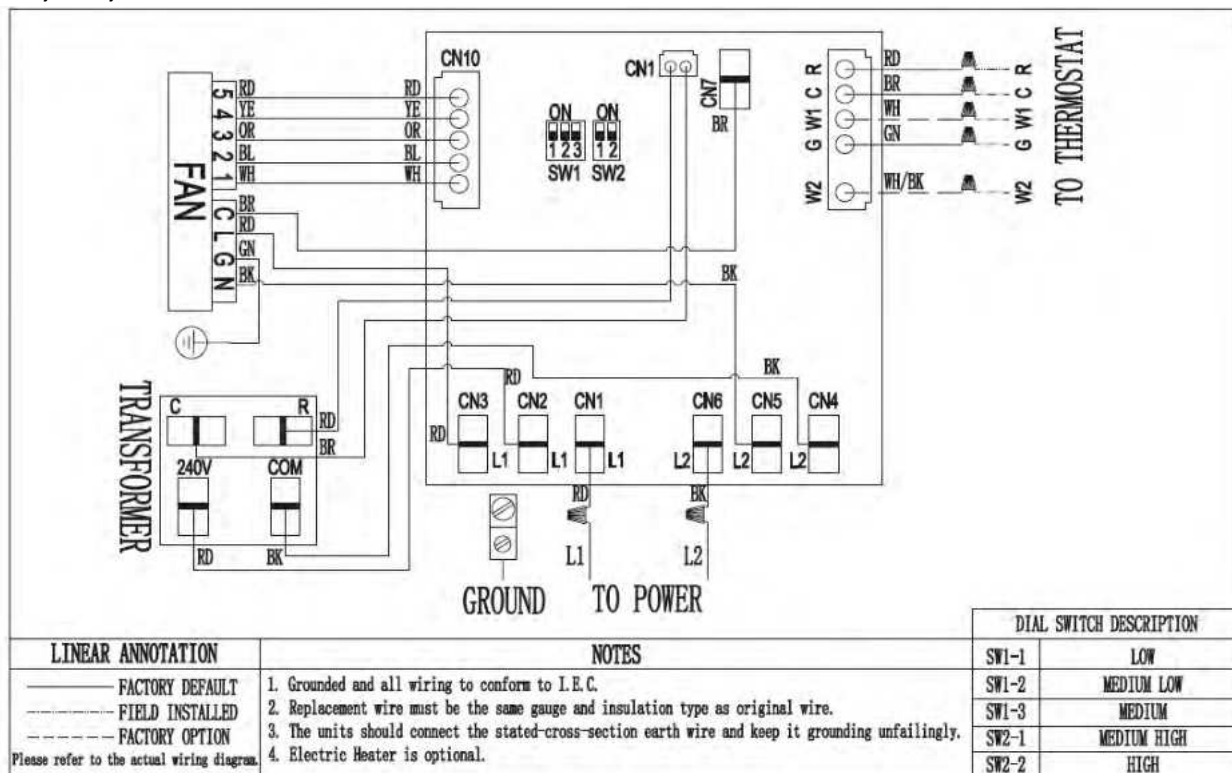 CN10
CN1
CN7
BR
ON ON
1 2 3 1 2
SW1 SW2
FAN
5 RD RD
4 YE YE
3 OR OR
2 BL BL
1 WH WH
C BR
L RD
G GN
N BK
R RD R
C BR C
W1 WH W1
G GN G
W2 WH/BK W2
TO THERMOSTAT
BK
BK
TRANSFORMER
C R
RD
BR
240V COM
RD BK
RD
RD
CN3 CN2 CN1 CN6 CN5 CN4
L1 L1 L1 L2 L2 L2
RD BK
L1 L2
GROUND TO POWER
LINEAR ANNOTATION
FACTORY DEFAULT
FIELD INSTALLED
FACTORY OPTION
Please refer to the actual wiring diagram.
NOTES
1. Grounded and all wiring to conform to I.E.C.
2. Replacement wire must be the same gauge and insulation type as original wire.
3. The units should connect the stated-cross-section earth wire and keep it grounding unfailingly.
4. Electric Heater is optional.
DIAL SWITCH DESCRIPTION
SW1-1 LOW
SW1-2 MEDIUM LOW
SW1-3 MEDIUM
SW2-1 MEDIUM HIGH
SW2-2 HIGH